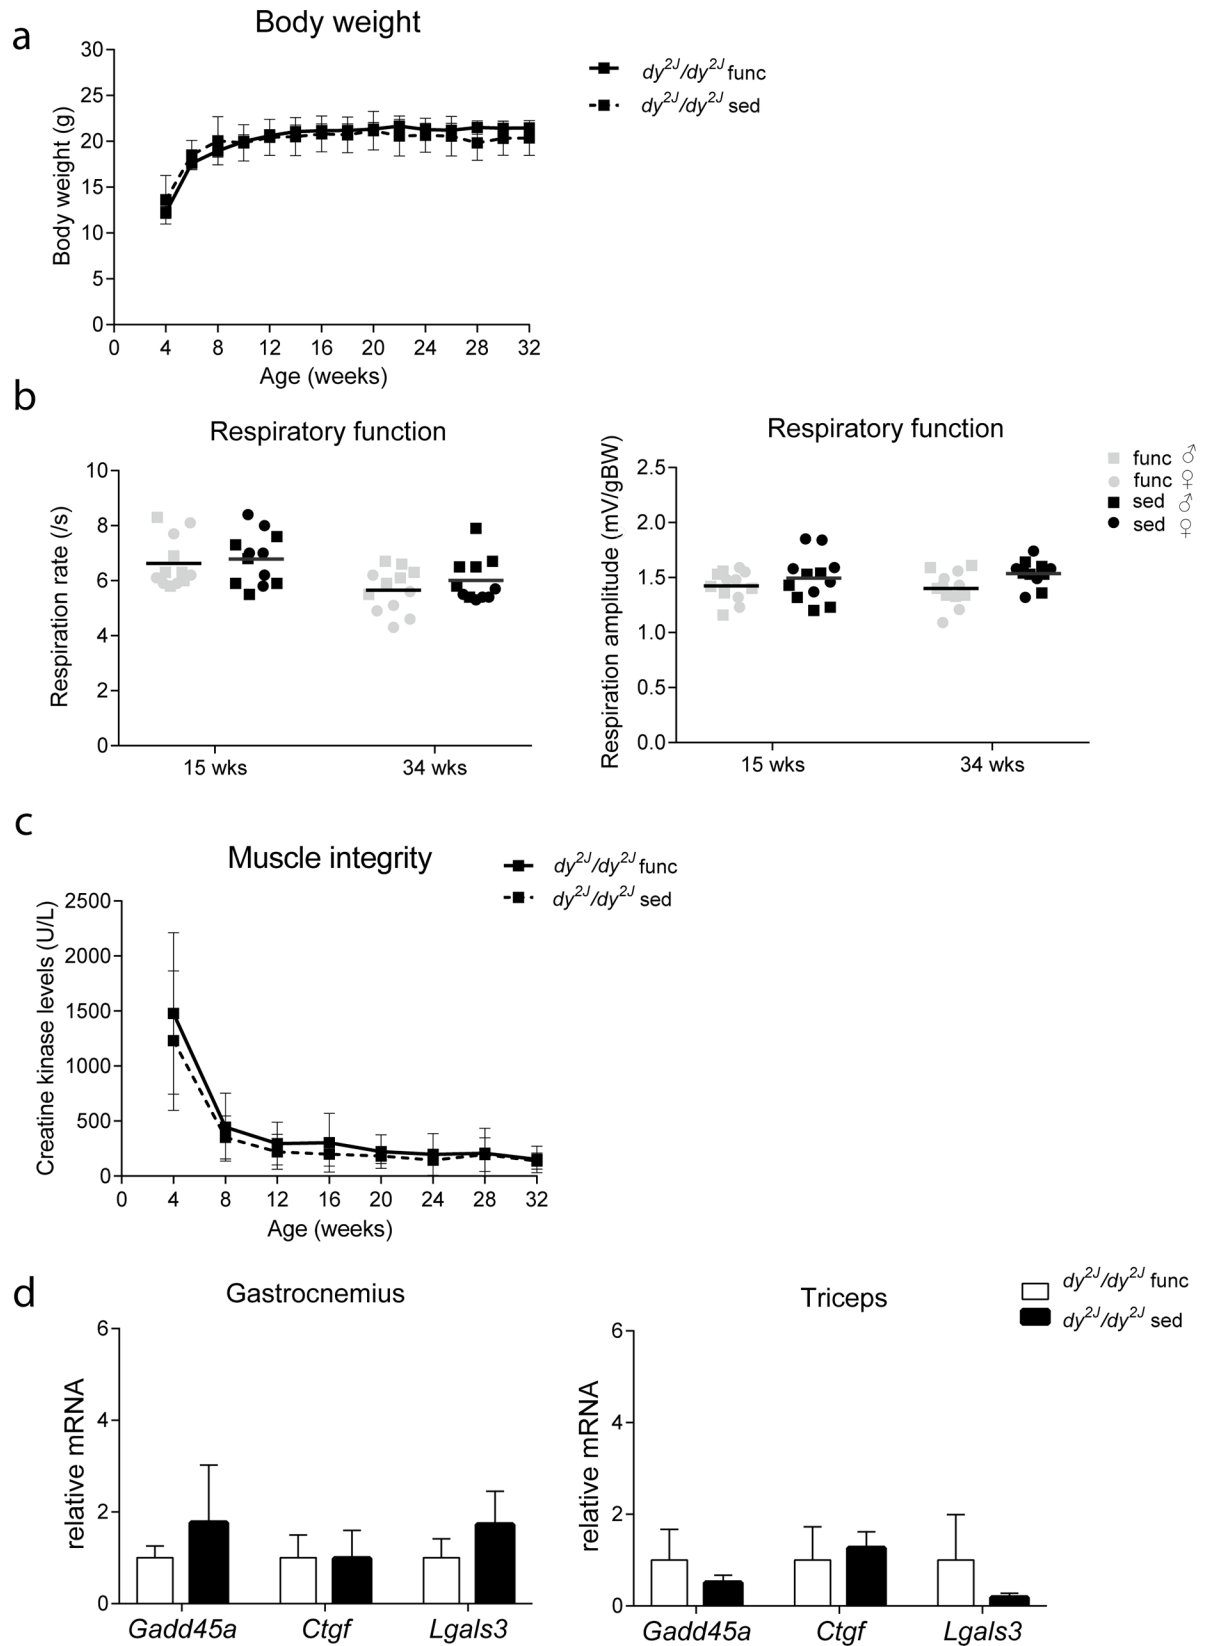 a
Body weight
Body weight (g)
30
25
20
15
10
5
0
0 4 8 12 16 20 24 28 32
Age (weeks)
dy2J/dy2J func
dy2J/dy2J sed
b
Respiratory function
Respiration rate (/s)
10
8
6
4
2
0
15 wks 34 wks
Respiratory function
Respiration amplitude (mV/gBW)
2.5
2.0
1.5
1.0
0.5
0.0
15 wks 34 wks
func ♂
func ♀
sed ♂
sed ♀
c
Muscle integrity
Creatine kinase levels (U/L)
2500
2000
1500
1000
500
0
0 4 8 12 16 20 24 28 32
Age (weeks)
dy2J/dy2J func
dy2J/dy2J sed
d
Gastrocnemius
relative mRNA
6
4
2
0
Gadd45a Ctgf Lgals3
Triceps
relative mRNA
6
4
2
0
Gadd45a Ctgf Lgals3
dy2J/dy2J func
dy2J/dy2J sed